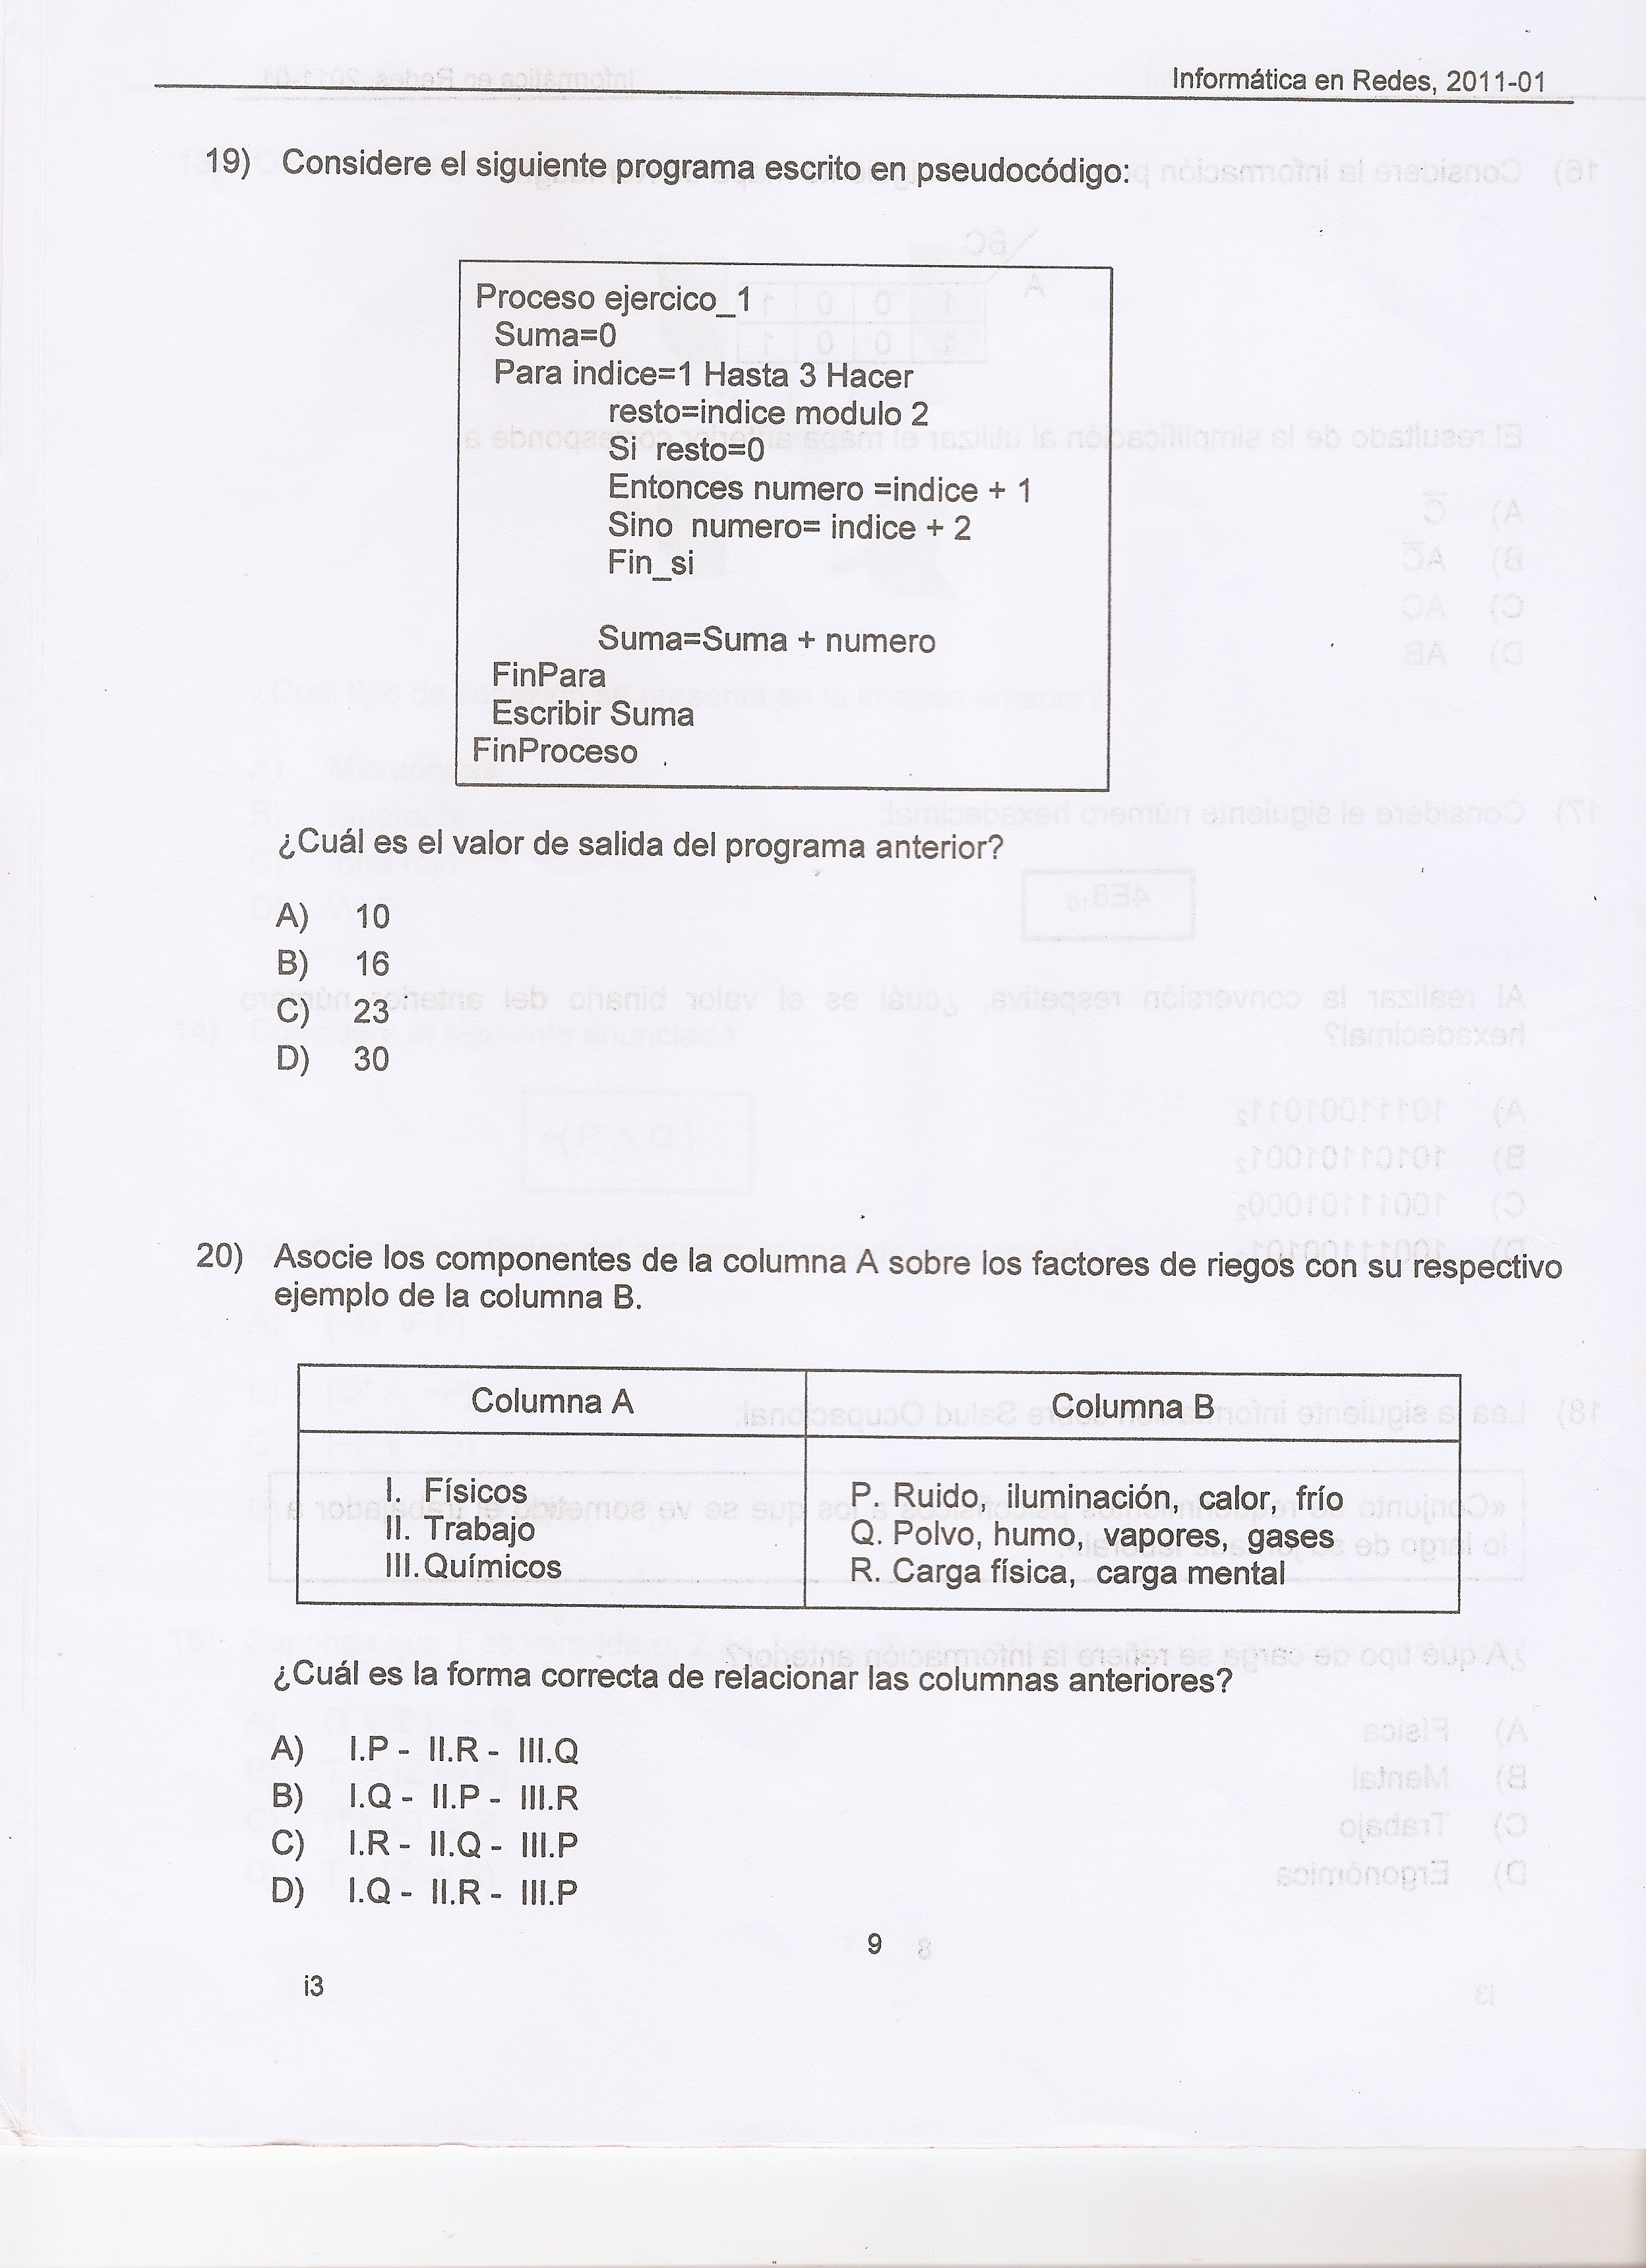 Informática en Redes, 2011-01
19) Considere el siguiente programa escrito en pseudocódigo:
Proceso ejercico_1
Suma=0
Para indice=1 Hasta 3 Hacer
resto=indice modulo 2
Si resto=0
Entonces numero =indice + 1
Sino numero= indice + 2
Fin_si
Suma=Suma + numero
FinPara
Escribir Suma
FinProceso
¿Cuál es el valor de salida del programa anterior?
A) 10
B) 16
C) 23
D) 30
20) Asocie los componentes de la columna A sobre los factores de riegos con su respectivo
ejemplo de la columna B.
Columna A Columna B
I. Físicos P. Ruido, iluminación, calor, frío
II. Trabajo Q. Polvo, humo, vapores, gases
III. Químicos R. Carga física, carga mental
¿Cuál es la forma correcta de relacionar las columnas anteriores?
A) I.P - II.R - III.Q
B) I.Q - II.P - III.R
C) I.R - II.Q - III.P
D) I.Q - II.R - III.P
9
i3